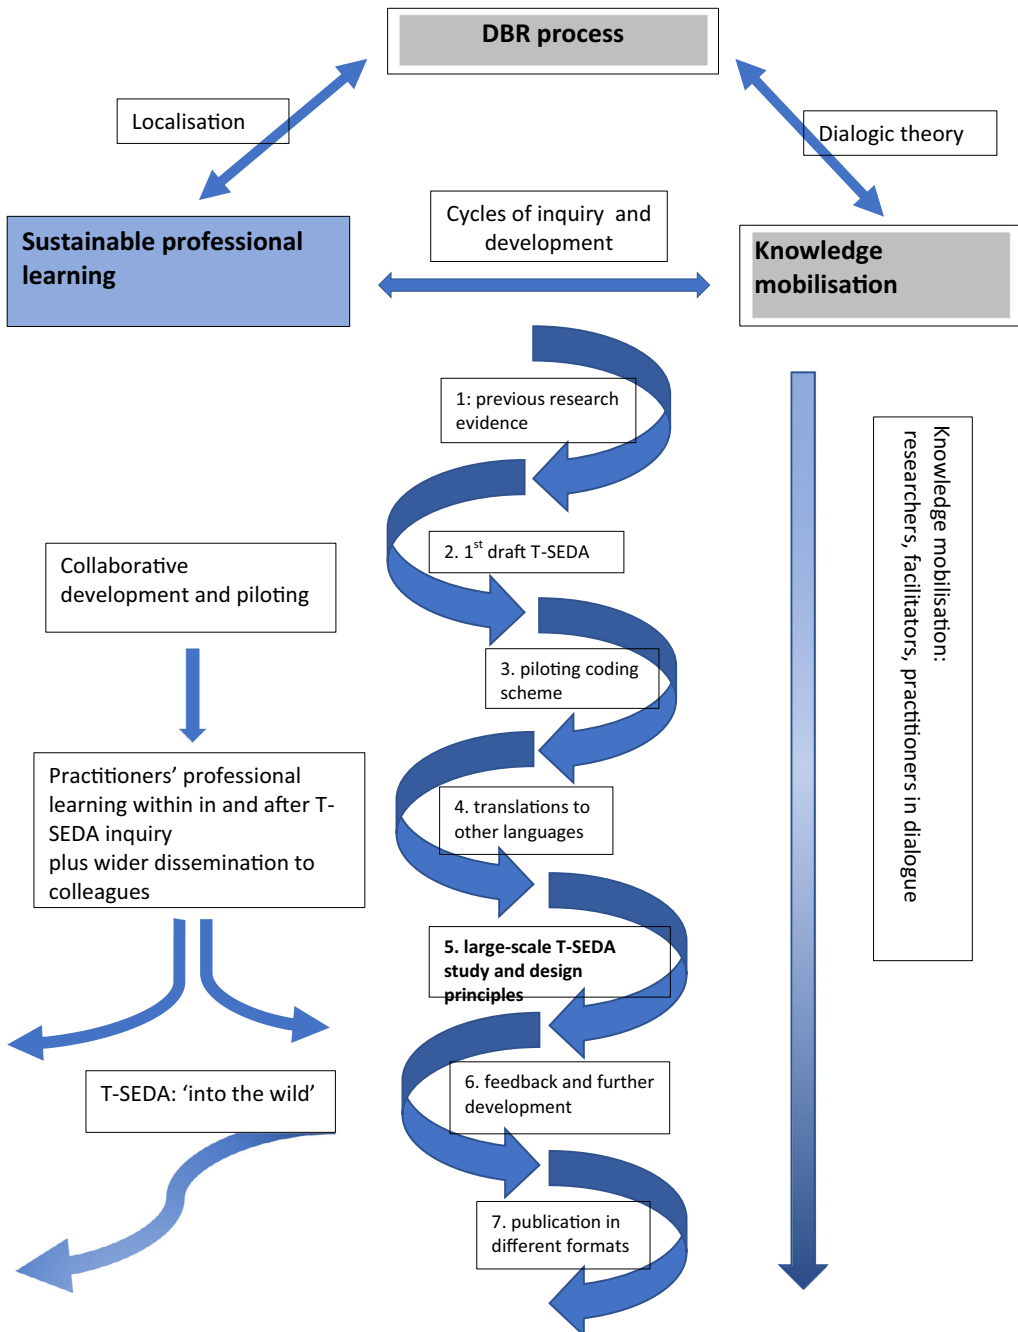 DBR process
Localisation
Dialogic theory
Cycles of inquiry and
development
Sustainable professional
learning
Knowledge
mobilisation
1: previous research
evidence
2. 1st draft T-SEDA
3. piloting coding
scheme
4. translations to
other languages
5. large-scale T-SEDA
study and design
principles
6. feedback and further
development
7. publication in
different formats
Collaborative
development and piloting
Practitioners’ professional
learning within in and after T-
SEDA inquiry
plus wider dissemination to
colleagues
T-SEDA: ‘into the wild’
Knowledge mobilisation:
researchers, facilitators, practitioners in dialogue